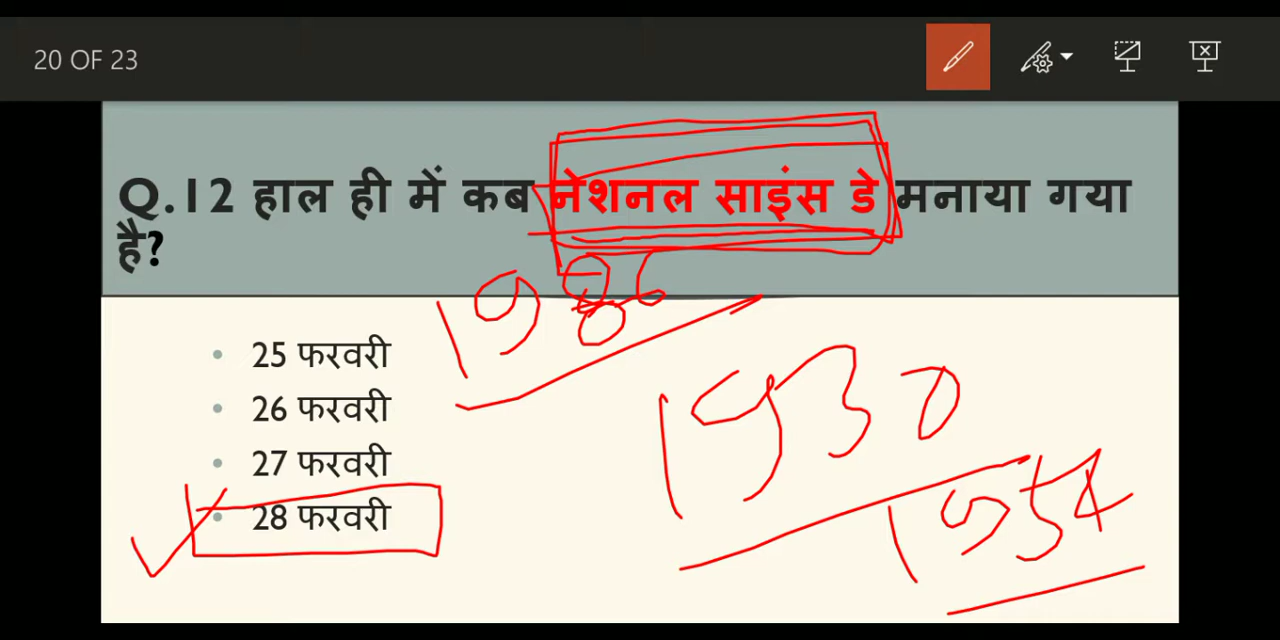 20 OF 23
Q.12 हाल ही में कब नेशनल साइंस डे मनाया गया
है?
1986
25 फरवरी
26 फरवरी
27 फरवरी
28 फरवरी
1930
1954